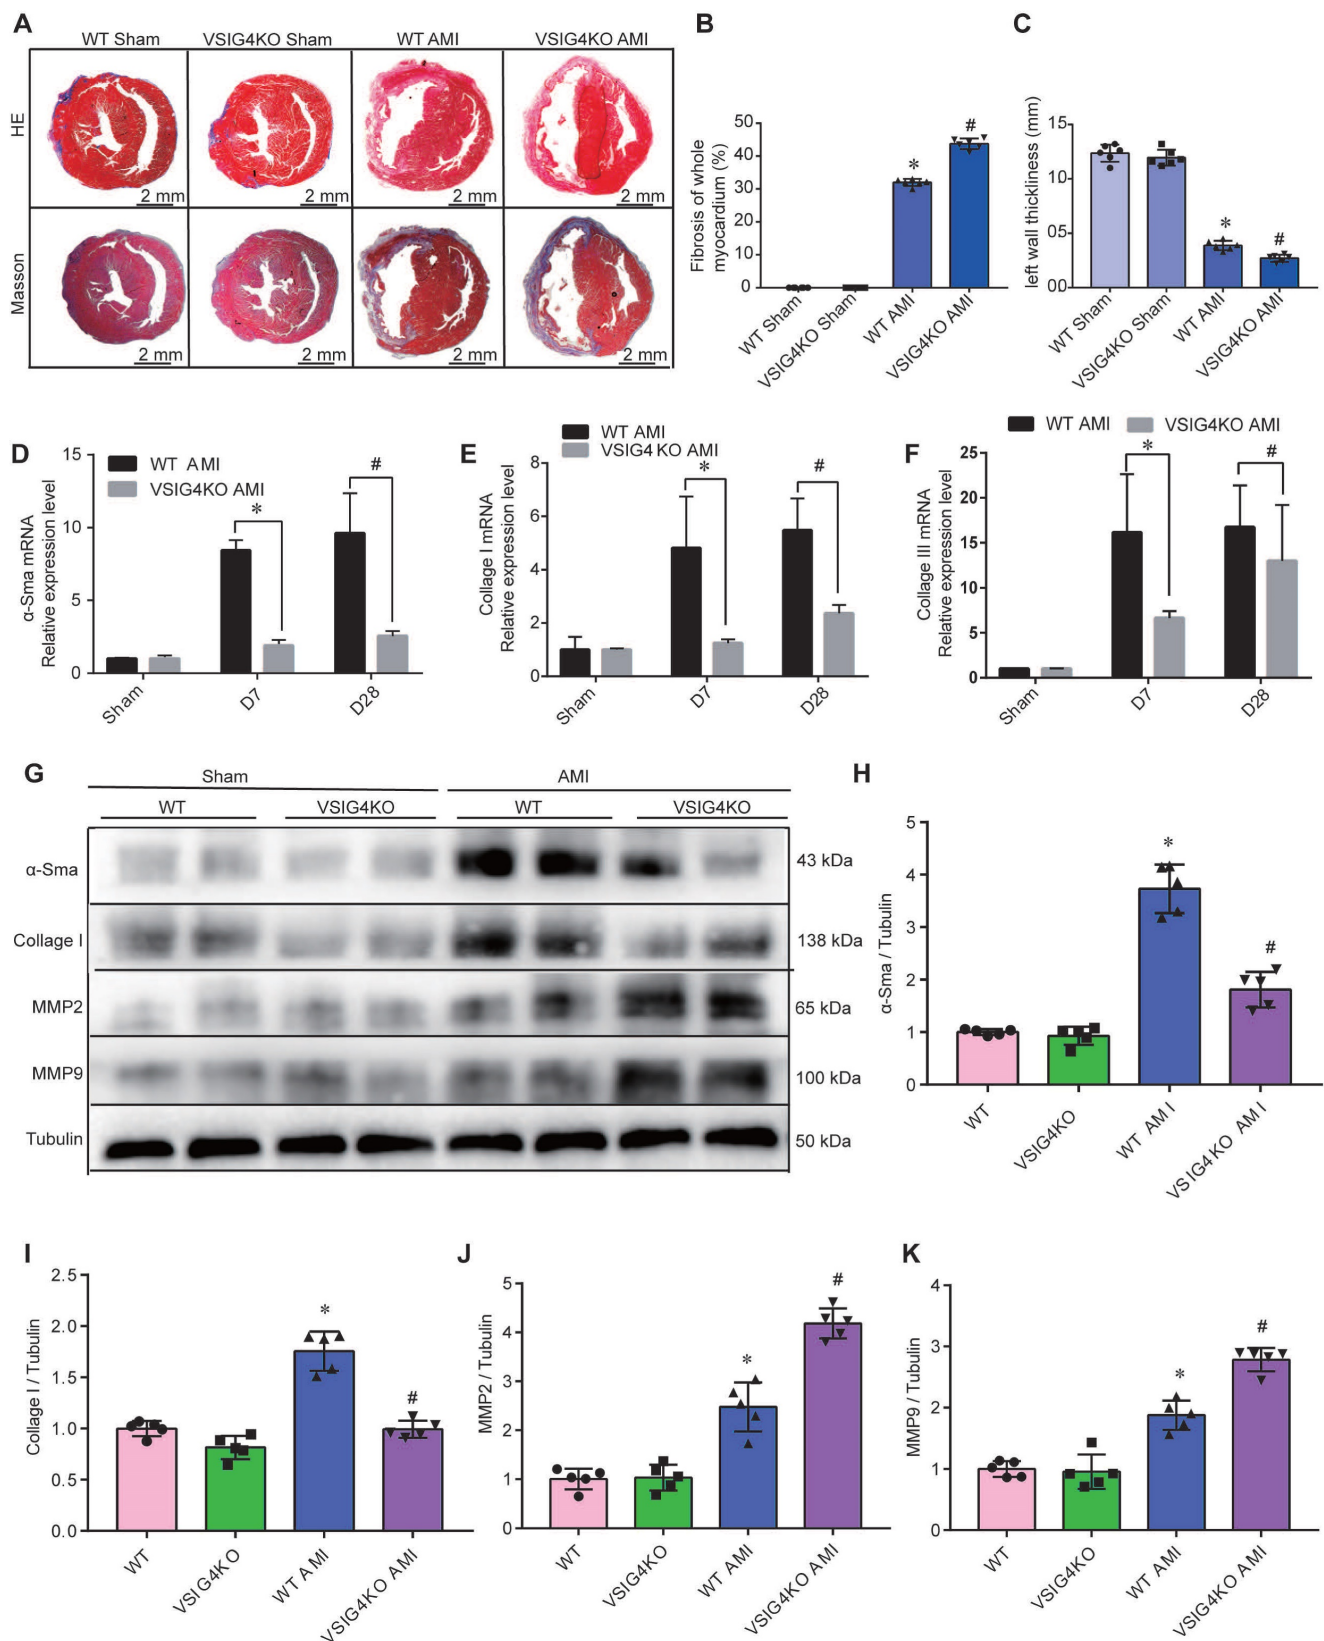 A
WT Sham
VSIG4KO Sham
WT AMI
VSIG4KO AMI
HE
2 mm
2 mm
2 mm
2 mm
Masson
2 mm
2 mm
2 mm
2 mm
B
Fibrosis of whole
myocardium (%)
50
40
30
20
10
0
*
#
WT Sham
VSIG4KO Sham
WT AMI
VSIG4KO AMI
C
left wall thickliness (mm)
15
10
05
00
*
#
WT Sham
VSIG4KO Sham
WT AMI
VSIG4KO AMI
D
α-Sma mRNA
Relative expression level
15
10
5
0
WT AMI
VSIG4KO AMI
*
#
Sham
D7
D28
E
WT AMI
VSIG4 KO AMI
Collage I mRNA
Relative expression level
8
6
4
2
0
*
#
Sham
D7
D28
F
WT AMI
VSIG4KO AMI
Collage III mRNA
Relative expression level
25
20
15
10
5
0
*
#
Sham
D7
D28
G
Sham
AMI
WT
VSIG4KO
WT
VSIG4KO
α-Sma
43 kDa
Collage I
138 kDa
MMP2
65 kDa
MMP9
100 kDa
Tubulin
50 kDa
H
α-Sma / Tubulin
5
4
3
2
1
0
*
#
WT
VSIG4KO
WT AMI
VSIG4KO AMI
I
Collage I / Tubulin
2.5
2.0
1.5
1.0
0.5
0.0
*
#
WT
VSIG4KO
WT AMI
VSIG4KO AMI
J
MMP2 / Tubulin
5
4
3
2
1
0
*
#
WT
VSIG4KO
WT AMI
VSIG4KO AMI
K
MMP9 / Tubulin
4
3
2
1
0
*
#
WT
VSIG4KO
WT AMI
VSIG4KO AMI